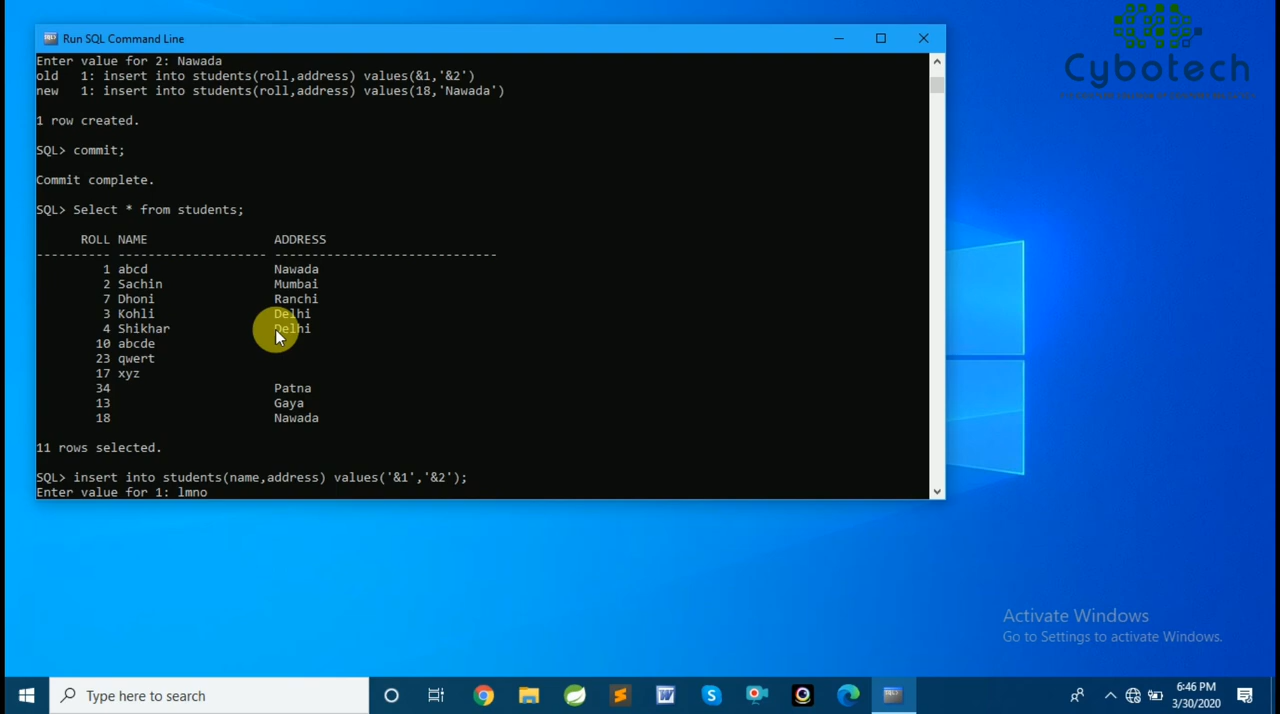 Run SQL Command Line
Cybotech
Enter value for 2: Nawada
old   1: insert into students(roll,address) values(&1,'&2')
new   1: insert into students(roll,address) values(18,'Nawada')
1 row created.
SQL> commit;
Commit complete.
SQL> Select * from students;
ROLL NAME ADDRESS
---------- -------------------- ------------------------------
1 abcd Nawada
2 Sachin Mumbai
7 Dhoni Ranchi
3 Kohli Delhi
4 Shikhar Delhi
10 abcde
23 qwert
17 xyz
34 Patna
13 Gaya
18 Nawada
11 rows selected.
SQL> insert into students(name,address) values('&1','&2');
Enter value for 1: lmno
Activate Windows
Go to Settings to activate Windows.
Type here to search
6:46 PM
3/30/2020